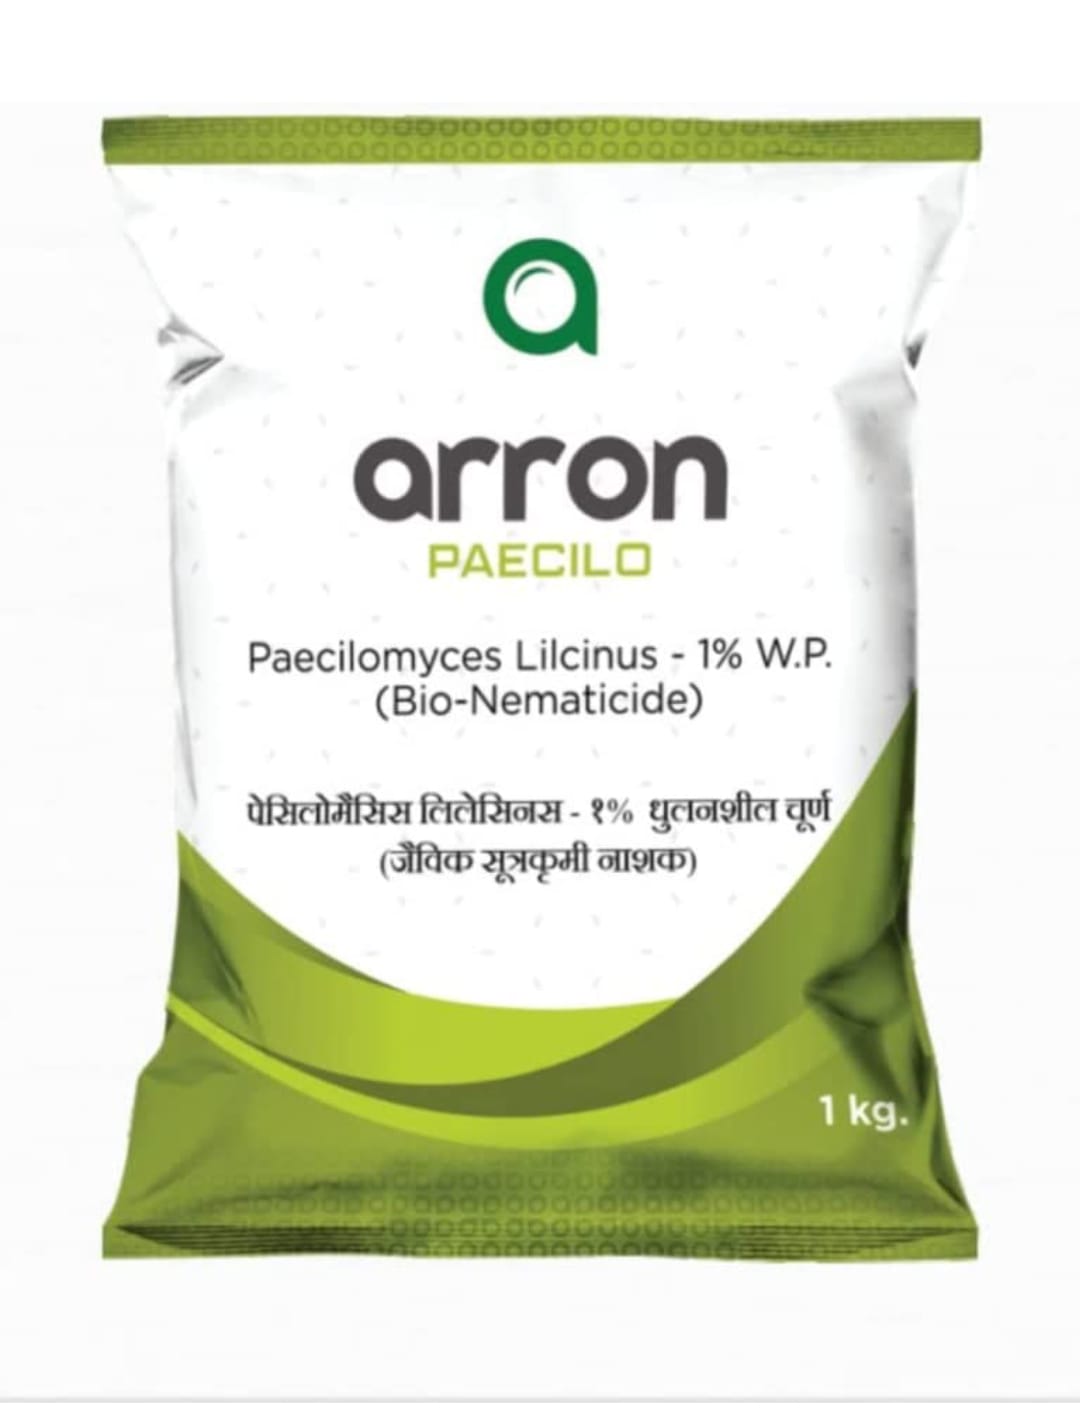 arron
PAECILO
Paecilomyces Lilcinus - 1% W.P.
(Bio-Nematicide)
पेसिलोमैसिस लिलेसिनस - १% धुलनशील चूर्ण
(जैविक सूत्रकृमी नाशक)
1 kg.